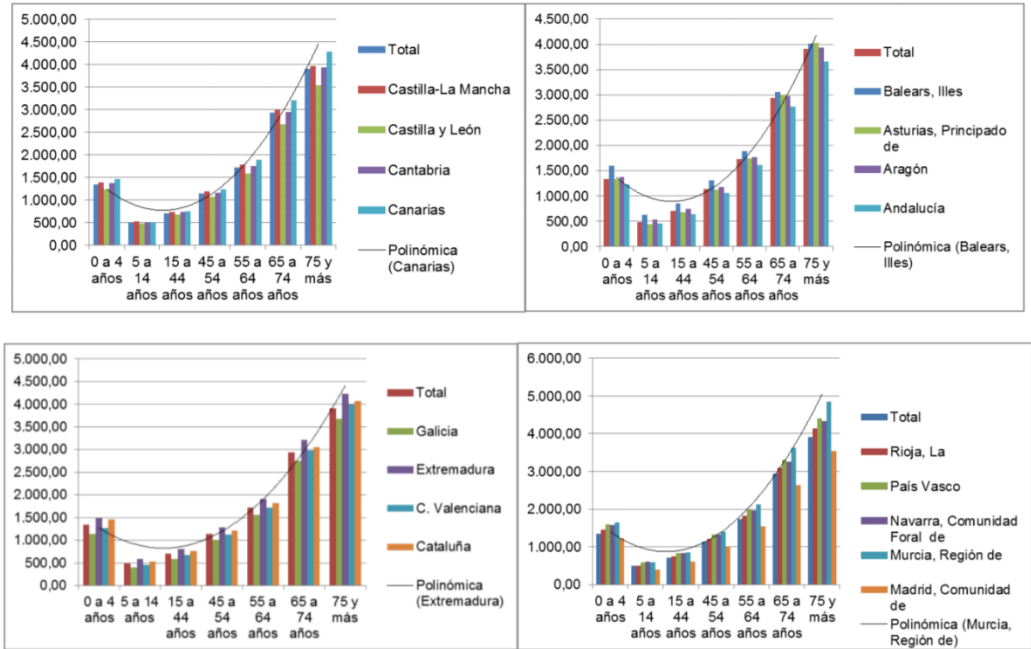 5.000,00
4.500,00
4.000,00
3.500,00
3.000,00
2.500,00
2.000,00
1.500,00
1.000,00
500,00
0,00
0 a 4 5 a 15 a 45 a 55 a 65 a 75 y
años 14 44 54 64 74 más
años años años años años
Total
Castilla-La Mancha
Castilla y León
Cantabria
Canarias
Polinómica
(Canarias)
4.500,00
4.000,00
3.500,00
3.000,00
2.500,00
2.000,00
1.500,00
1.000,00
500,00
0,00
0 a 4 5 a 15 a 45 a 55 a 65 a 75 y
años 14 44 54 64 74 más
años años años años años
Total
Balears, Illes
Asturias, Principado
de
Aragón
Andalucía
Polinómica (Balears,
Illes)
5.000,00
4.500,00
4.000,00
3.500,00
3.000,00
2.500,00
2.000,00
1.500,00
1.000,00
500,00
0,00
0 a 4 5 a 14 15 a 45 a 55 a 65 a 75 y
años años 44 54 64 74 más
años años años años
Total
Galicia
Extremadura
C. Valenciana
Cataluña
Polinómica
(Extremadura)
6.000,00
5.000,00
4.000,00
3.000,00
2.000,00
1.000,00
0,00
0 a 4 5 a 15 a 45 a 55 a 65 a 75 y
años 14 44 54 64 74 más
años años años años años
Total
Rioja, La
País Vasco
Navarra, Comunidad
Foral de
Murcia, Región de
Madrid, Comunidad
de
Polinómica (Murcia,
Región de)